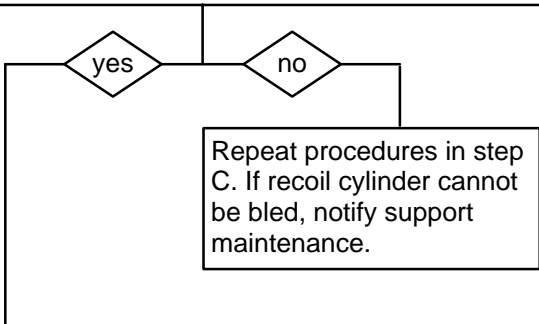 yes
no
Repeat procedures in step
C. If recoil cylinder cannot
be bled, notify support
maintenance.